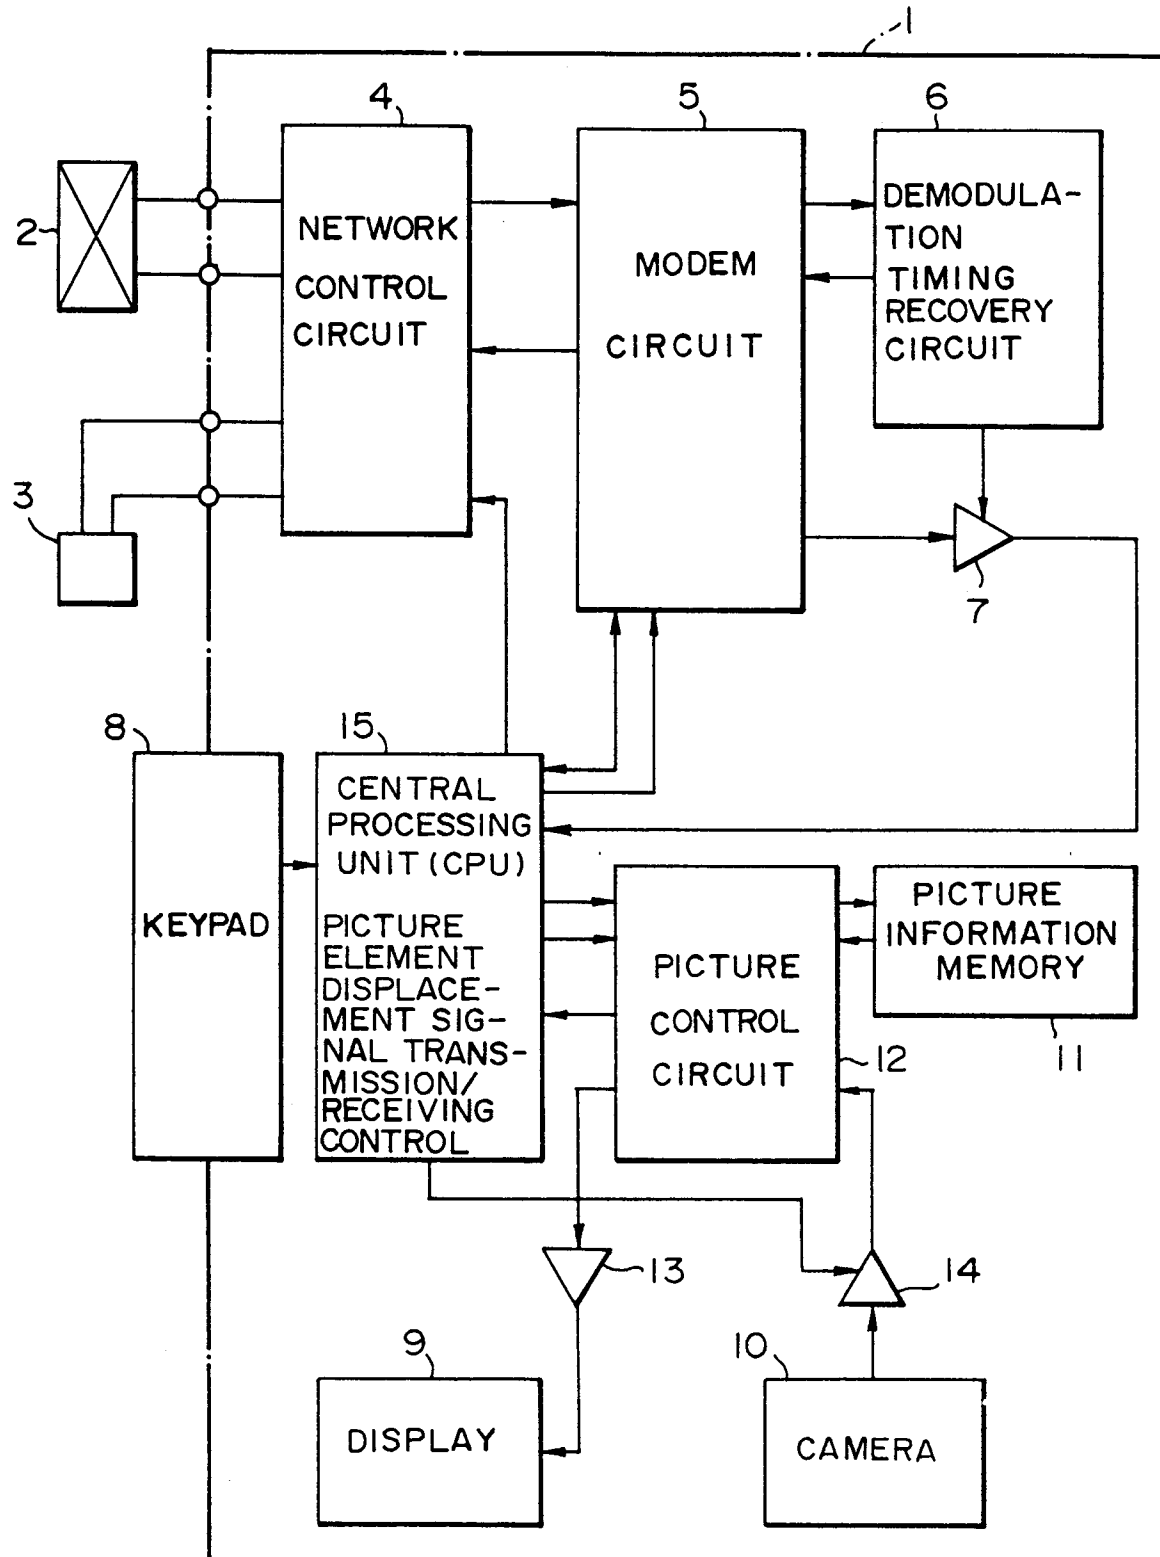 1
4
5
6
2
NETWORK
CONTROL
CIRCUIT
MODEM
CIRCUIT
DEMODULA-
TION
TIMING
RECOVERY
CIRCUIT
3
7
8
KEYPAD
15
CENTRAL
PROCESSING
UNIT (CPU)
PICTURE
ELEMENT
DISPLACE-
MENT SIG-
NAL TRANS-
MISSION/
RECEIVING
CONTROL
PICTURE
CONTROL
CIRCUIT
12
PICTURE
INFORMATION
MEMORY
11
13
14
9
DISPLAY
10
CAMERA